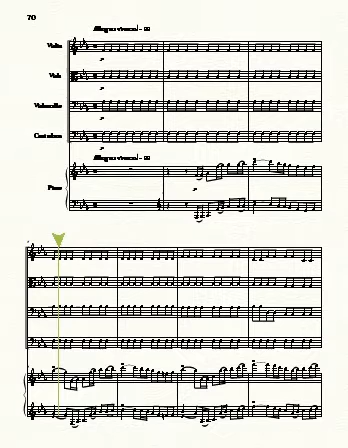 70
Allegro vivace
Violin
Viola
p
Violoncello
p
Contrabass
p
Allegro vivace
Piano
p